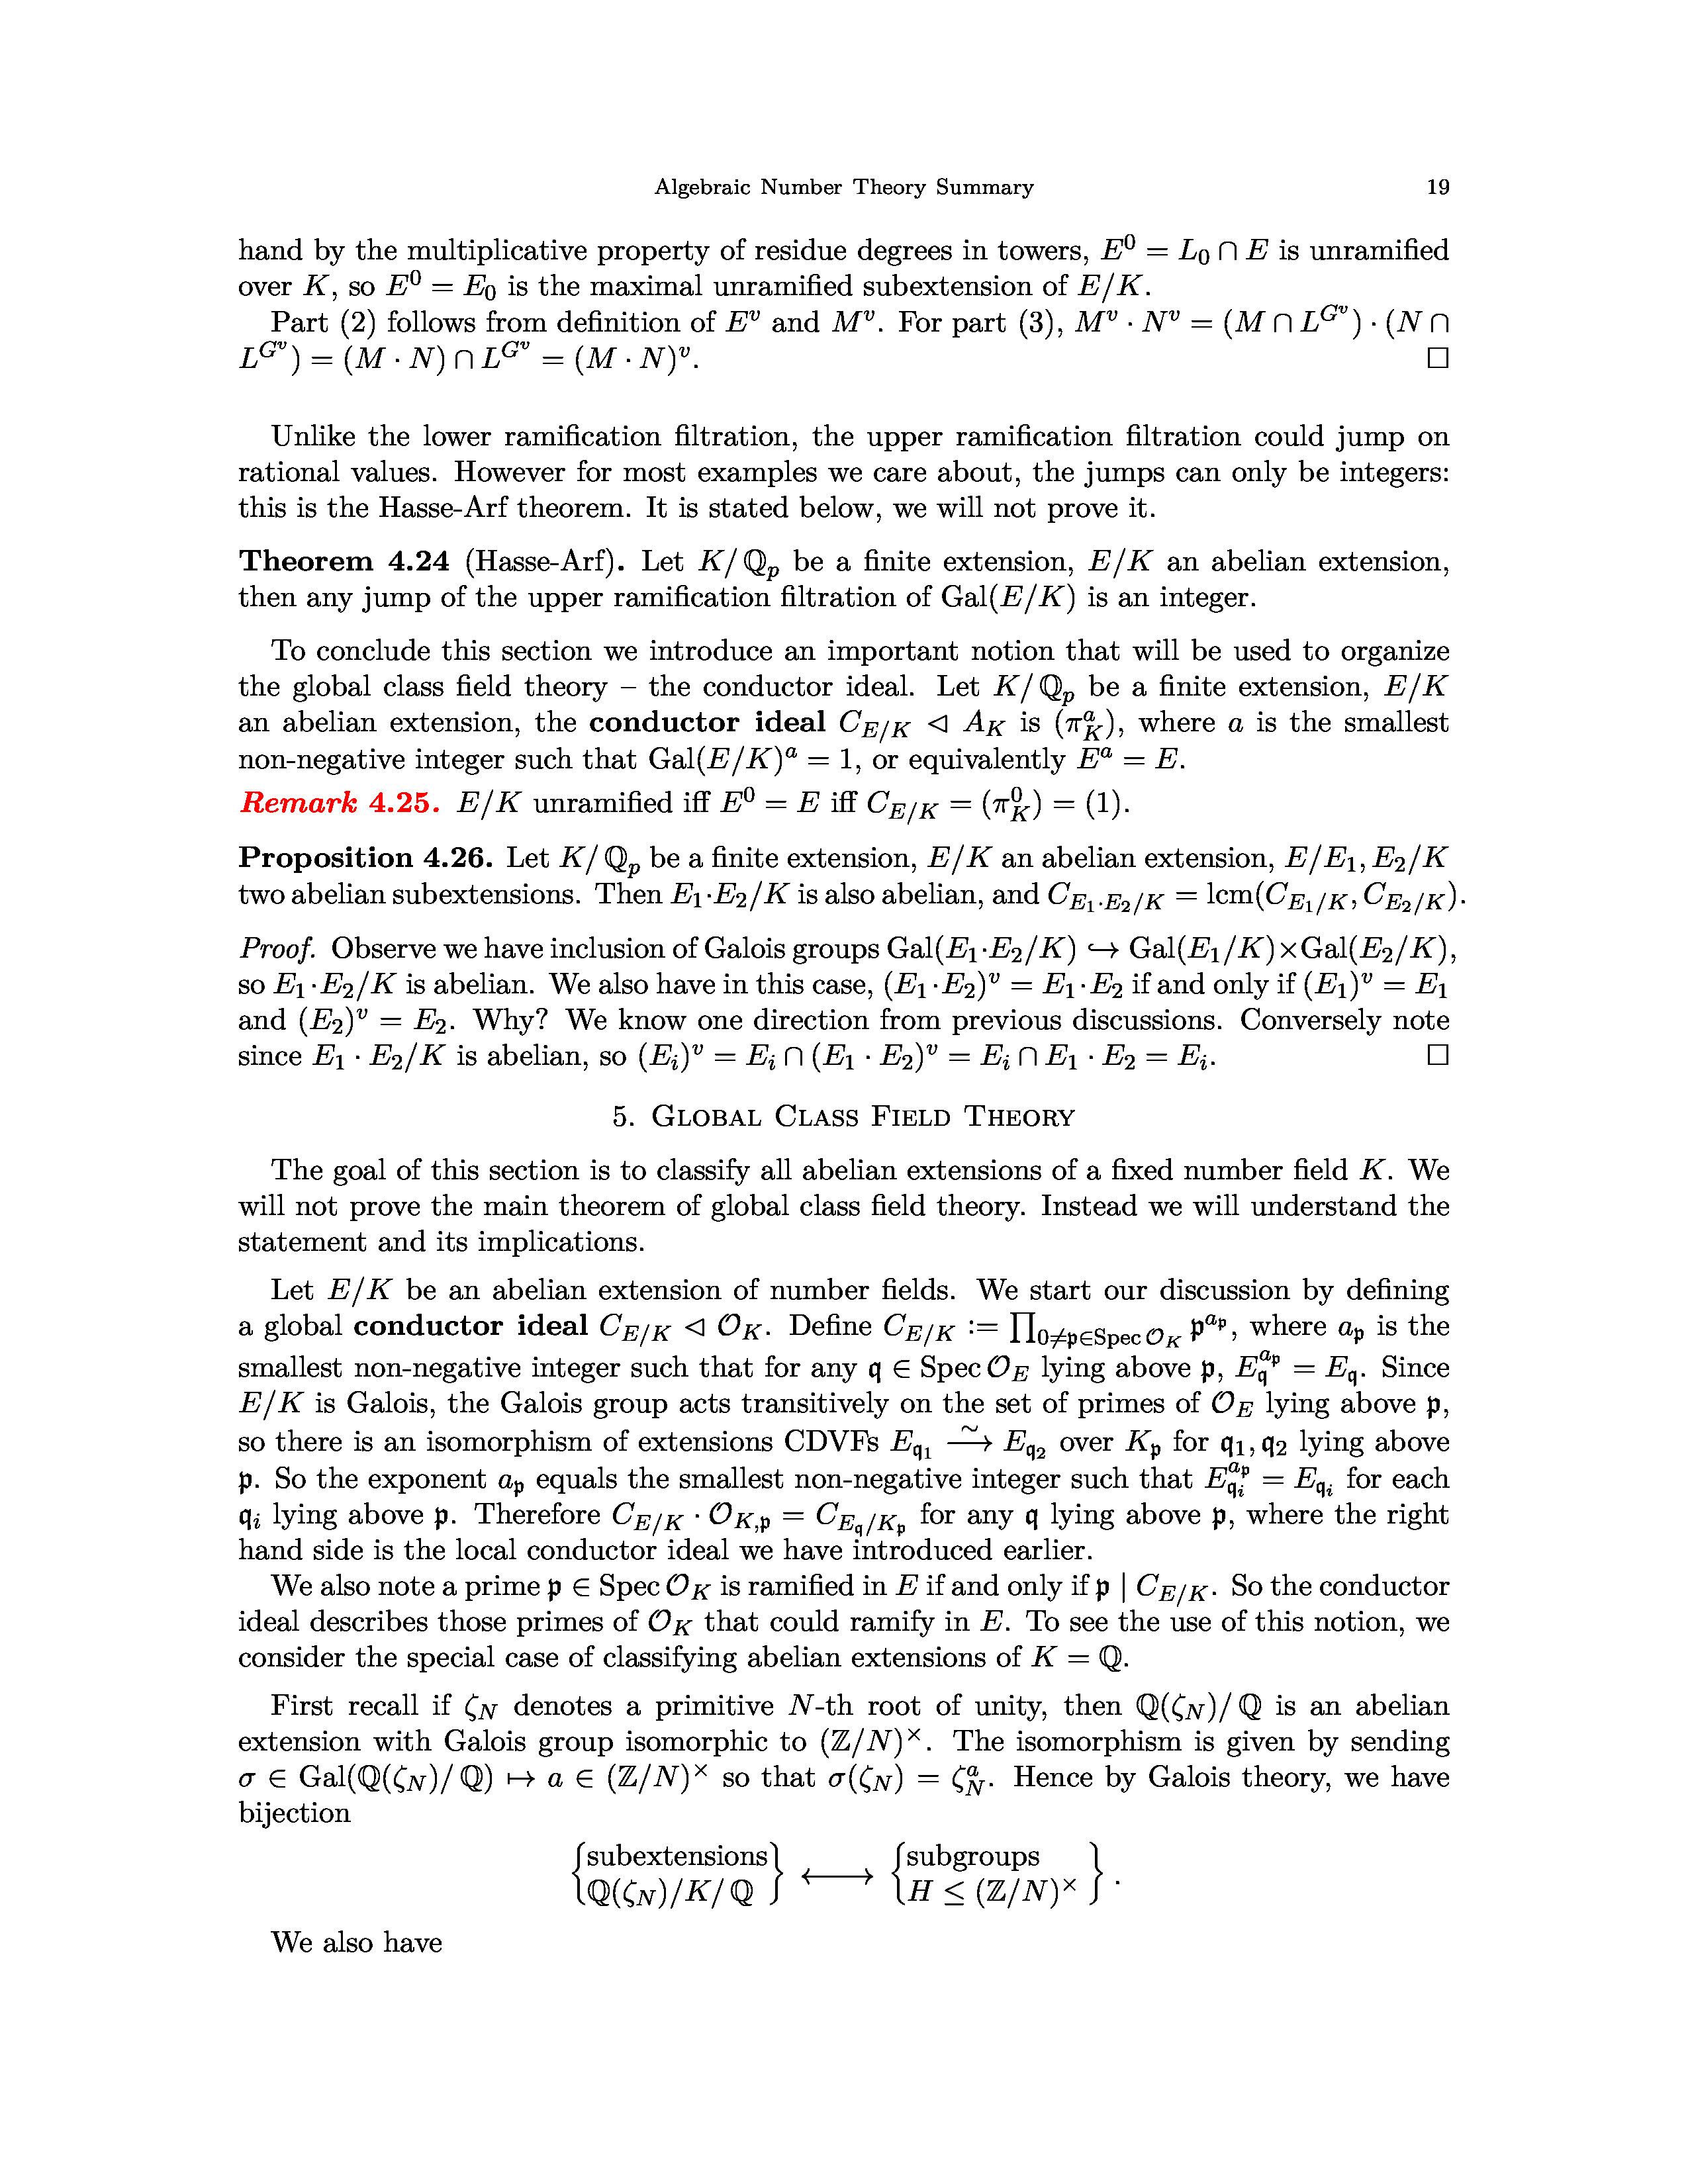 Algebraic Number Theory Summary 19
hand by the multiplicative property of residue degrees in towers, $E^0 = L_0 \cap E$ is unramified
over $K$, so $E^0 = E_0$ is the maximal unramified subextension of $E/K$.
Part (2) follows from definition of $E^v$ and $M^v$. For part (3), $M^v \cdot N^v = (M \cap L^{G^v}) \cdot (N \cap$
$L^{G^v}) = (M \cdot N) \cap L^{G^v} = (M \cdot N)^v$. □
Unlike the lower ramification filtration, the upper ramification filtration could jump on
rational values. However for most examples we care about, the jumps can only be integers:
this is the Hasse-Arf theorem. It is stated below, we will not prove it.
Theorem 4.24 (Hasse-Arf). Let $K/\mathbb{Q}_p$ be a finite extension, $E/K$ an abelian extension,
then any jump of the upper ramification filtration of $\mathrm{Gal}(E/K)$ is an integer.
To conclude this section we introduce an important notion that will be used to organize
the global class field theory – the conductor ideal. Let $K/\mathbb{Q}_p$ be a finite extension, $E/K$
an abelian extension, the conductor ideal $C_{E/K} \lhd A_K$ is $(\pi_K^a)$, where $a$ is the smallest
non-negative integer such that $\mathrm{Gal}(E/K)^a = 1$, or equivalently $E^a = E$.
Remark 4.25. $E/K$ unramified iff $E^0 = E$ iff $C_{E/K} = (\pi_K^0) = (1)$.
Proposition 4.26. Let $K/\mathbb{Q}_p$ be a finite extension, $E/K$ an abelian extension, $E/E_1, E_2/K$
two abelian subextensions. Then $E_1 \cdot E_2/K$ is also abelian, and $C_{E_1 \cdot E_2/K} = \mathrm{lcm}(C_{E_1/K}, C_{E_2/K})$.
Proof. Observe we have inclusion of Galois groups $\mathrm{Gal}(E_1 \cdot E_2/K) \hookrightarrow \mathrm{Gal}(E_1/K) \times \mathrm{Gal}(E_2/K)$,
so $E_1 \cdot E_2/K$ is abelian. We also have in this case, $(E_1 \cdot E_2)^v = E_1 \cdot E_2$ if and only if $(E_1)^v = E_1$
and $(E_2)^v = E_2$. Why? We know one direction from previous discussions. Conversely note
since $E_1 \cdot E_2/K$ is abelian, so $(E_i)^v = E_i \cap (E_1 \cdot E_2)^v = E_i \cap E_1 \cdot E_2 = E_i$. □
5. Global Class Field Theory
The goal of this section is to classify all abelian extensions of a fixed number field $K$. We
will not prove the main theorem of global class field theory. Instead we will understand the
statement and its implications.
Let $E/K$ be an abelian extension of number fields. We start our discussion by defining
a global conductor ideal $C_{E/K} \lhd \mathcal{O}_K$. Define $C_{E/K} := \prod_{0 \neq \mathfrak{p} \in \mathrm{Spec}\, \mathcal{O}_K} \mathfrak{p}^{a_\mathfrak{p}}$, where $a_\mathfrak{p}$ is the
smallest non-negative integer such that for any $\mathfrak{q} \in \mathrm{Spec}\, \mathcal{O}_E$ lying above $\mathfrak{p}$, $E_\mathfrak{q}^{a_\mathfrak{p}} = E_\mathfrak{q}$. Since
$E/K$ is Galois, the Galois group acts transitively on the set of primes of $\mathcal{O}_E$ lying above $\mathfrak{p}$,
so there is an isomorphism of extensions CDVFs $E_{\mathfrak{q}_1} \xrightarrow{\sim} E_{\mathfrak{q}_2}$ over $K_\mathfrak{p}$ for $\mathfrak{q}_1, \mathfrak{q}_2$ lying above
$\mathfrak{p}$. So the exponent $a_\mathfrak{p}$ equals the smallest non-negative integer such that $E_{\mathfrak{q}_i}^{a_\mathfrak{p}} = E_{\mathfrak{q}_i}$ for each
$\mathfrak{q}_i$ lying above $\mathfrak{p}$. Therefore $C_{E/K} \cdot \mathcal{O}_{K,\mathfrak{p}} = C_{E_\mathfrak{q}/K_\mathfrak{p}}$ for any $\mathfrak{q}$ lying above $\mathfrak{p}$, where the right
hand side is the local conductor ideal we have introduced earlier.
We also note a prime $\mathfrak{p} \in \mathrm{Spec}\, \mathcal{O}_K$ is ramified in $E$ if and only if $\mathfrak{p} \mid C_{E/K}$. So the conductor
ideal describes those primes of $\mathcal{O}_K$ that could ramify in $E$. To see the use of this notion, we
consider the special case of classifying abelian extensions of $K = \mathbb{Q}$.
First recall if $\zeta_N$ denotes a primitive $N$-th root of unity, then $\mathbb{Q}(\zeta_N)/\mathbb{Q}$ is an abelian
extension with Galois group isomorphic to $(\mathbb{Z}/N)^\times$. The isomorphism is given by sending
$\sigma \in \mathrm{Gal}(\mathbb{Q}(\zeta_N)/\mathbb{Q}) \mapsto a \in (\mathbb{Z}/N)^\times$ so that $\sigma(\zeta_N) = \zeta_N^a$. Hence by Galois theory, we have
bijection
$\left\{\begin{matrix}\text{subextensions} \\ \mathbb{Q}(\zeta_N)/K/\mathbb{Q}\end{matrix}\right\} \longleftrightarrow \left\{\begin{matrix}\text{subgroups} \\ H \leq (\mathbb{Z}/N)^\times\end{matrix}\right\}.$
We also have